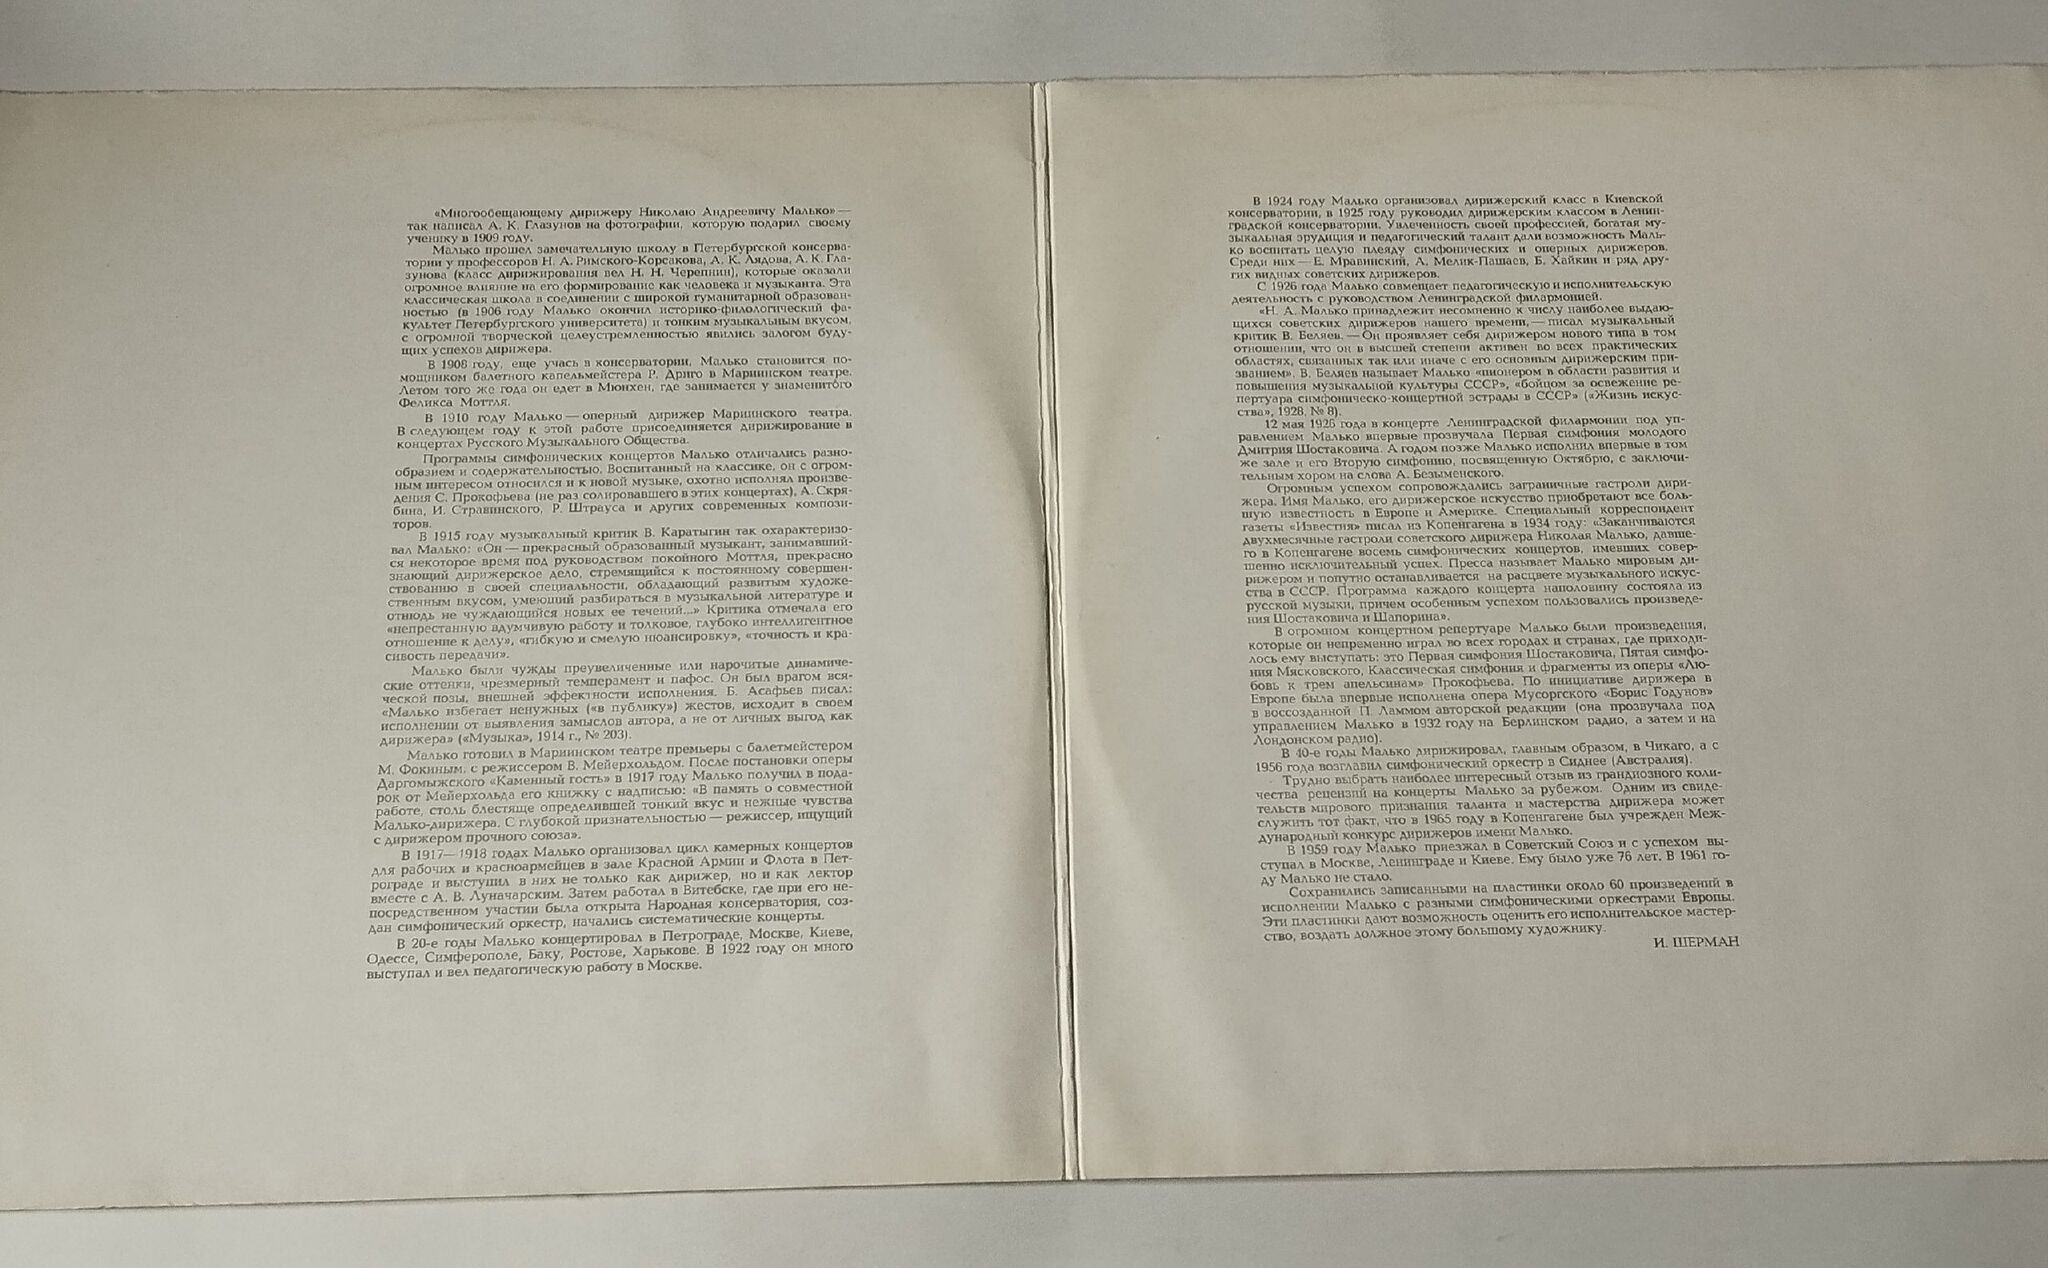 «Многообещающему дирижеру Николаю Андреевичу Малько» —
так написал А. К. Глазунов на фотографии, которую подарил своему
ученику в 1909 году.
Малько прошел замечательную школу в Петербургской консерва-
тории у профессоров Н. А. Римского-Корсакова, А. К. Лядова, А. К. Гла-
зунова (класс дирижирования вел Н. Н. Черепнин), которые оказали
огромное влияние на его формирование как человека и музыканта. Эта
классическая школа в соединении с широкой гуманитарной образован-
ностью (в 1906 году Малько окончил историко-филологический фа-
культет Петербургского университета) и тонким музыкальным вкусом,
с огромной творческой целеустремленностью явились залогом буду-
щих успехов дирижера.
В 1908 году, еще учась в консерватории, Малько становится по-
мощником балетного капельмейстера Р. Дриго в Мариинском театре.
Летом того же года он едет в Мюнхен, где занимается у знаменитого
Феликса Моттля.
В 1910 году Малько — оперный дирижер Мариинского театра.
В следующем году к этой работе присоединяется дирижирование в
концертах Русского Музыкального Общества.
Программы симфонических концертов Малько отличались разно-
образием и содержательностью. Воспитанный на классике, он с огром-
ным интересом относился и к новой музыке, охотно исполнял произве-
дения С. Прокофьева (не раз солировавшего в этих концертах), А. Скря-
бина, И. Стравинского, Р. Штрауса и других современных компози-
торов.
В 1915 году музыкальный критик В. Каратыгин так охарактеризо-
вал Малько: «Он — прекрасный образованный музыкант, занимавший-
ся некоторое время под руководством покойного Моттля, прекрасно
знающий дирижерское дело, стремящийся к постоянному совершен-
ствованию в своей специальности, обладающий развитым художе-
ственным вкусом, умеющий разбираться в музыкальной литературе и
отнюдь не чуждающийся новых ее течений...» Критика отмечала его
«непрестанную вдумчивую работу и толковое, глубоко интеллигентное
отношение к делу», «гибкую и смелую нюансировку», «точность и кра-
сивость передачи».
Малько были чужды преувеличенные или нарочитые динамиче-
ские оттенки, чрезмерный темперамент и пафос. Он был врагом вся-
ческой позы, внешней эффектности исполнения. Б. Асафьев писал:
«Малько избегает ненужных («в публику») жестов, исходит в своем
исполнении от выявления замыслов автора, а не от личных выгод как
дирижера» («Музыка», 1914 г., № 203).
Малько готовил в Мариинском театре премьеры с балетмейстером
М. Фокиным, с режиссером В. Мейерхольдом. После постановки оперы
Даргомыжского «Каменный гость» в 1917 году Малько получил в пода-
рок от Мейерхольда его книжку с надписью: «В память о совместной
работе, столь блестяще определившей тонкий вкус и нежные чувства
Малько-дирижера. С глубокой признательностью — режиссер, ищущий
с дирижером прочного союза».
В 1917—1918 годах Малько организовал цикл камерных концертов
для рабочих и красноармейцев в зале Красной Армии и Флота в Пет-
рограде и выступил в них не только как дирижер, но и как лектор
вместе с А. В. Луначарским. Затем работал в Витебске, где при его не-
посредственном участии была открыта Народная консерватория, соз-
дан симфонический оркестр, начались систематические концерты.
В 20-е годы Малько концертировал в Петрограде, Москве, Киеве,
Одессе, Симферополе, Баку, Ростове, Харькове. В 1922 году он много
выступал и вел педагогическую работу в Москве.
В 1924 году Малько организовал дирижерский класс в Киевской
консерватории, в 1925 году руководил дирижерским классом в Ленин-
градской консерватории. Увлеченность своей профессией, богатая му-
зыкальная эрудиция и педагогический талант дали возможность Маль-
ко воспитать целую плеяду симфонических и оперных дирижеров.
Среди них — Е. Мравинский, А. Мелик-Пашаев, Б. Хайкин и ряд дру-
гих видных советских дирижеров.
С 1926 года Малько совмещает педагогическую и исполнительскую
деятельность с руководством Ленинградской филармонией.
«Н. А. Малько принадлежит несомненно к числу наиболее выдаю-
щихся советских дирижеров нашего времени, — писал музыкальный
критик В. Беляев. — Он проявляет себя дирижером нового типа в том
отношении, что он в высшей степени активен во всех практических
областях, связанных так или иначе с его основным дирижерским при-
званием». В. Беляев называет Малько «пионером в области развития и
повышения музыкальной культуры СССР», «бойцом за освежение ре-
пертуара симфоническо-концертной эстрады в СССР» («Жизнь искус-
ства», 1928, № 8).
12 мая 1926 года в концерте Ленинградской филармонии под уп-
равлением Малько впервые прозвучала Первая симфония молодого
Дмитрия Шостаковича. А годом позже Малько исполнил впервые в том
же зале и его Вторую симфонию, посвященную Октябрю, с заключи-
тельным хором на слова А. Безыменского.
Огромным успехом сопровождались заграничные гастроли дири-
жера. Имя Малько, его дирижерское искусство приобретают все боль-
шую известность в Европе и Америке. Специальный корреспондент
газеты «Известия» писал из Копенгагена в 1934 году: «Заканчиваются
двухмесячные гастроли советского дирижера Николая Малько, давше-
го в Копенгагене восемь симфонических концертов, имевших совер-
шенно исключительный успех. Пресса называет Малько мировым ди-
рижером и попутно останавливается на расцвете музыкального искус-
ства в СССР. Программа каждого концерта наполовину состояла из
русской музыки, причем особенным успехом пользовались произведе-
ния Шостаковича и Шапорина».
В огромном концертном репертуаре Малько были произведения,
которые он непременно играл во всех городах и странах, где приходи-
лось ему выступать: это Первая симфония Шостаковича, Пятая симфо-
ния Мясковского, Классическая симфония и фрагменты из оперы «Лю-
бовь к трем апельсинам» Прокофьева. По инициативе дирижера в
Европе была впервые исполнена опера Мусоргского «Борис Годунов»
в воссозданной П. Ламмом авторской редакции (она прозвучала под
управлением Малько в 1932 году на Берлинском радио, а затем и на
Лондонском радио).
В 40-е годы Малько дирижировал, главным образом, в Чикаго, а с
1956 года возглавил симфонический оркестр в Сиднее (Австралия).
Трудно выбрать наиболее интересный отзыв из грандиозного коли-
чества рецензий на концерты Малько за рубежом. Одним из свиде-
тельств мирового признания таланта и мастерства дирижера может
служить тот факт, что в 1965 году в Копенгагене был учрежден Меж-
дународный конкурс дирижеров имени Малько.
В 1959 году Малько приезжал в Советский Союз и с успехом вы-
ступал в Москве, Ленинграде и Киеве. Ему было уже 76 лет. В 1961 го-
ду Малько не стало.
Сохранились записанными на пластинки около 60 произведений в
исполнении Малько с разными симфоническими оркестрами Европы.
Эти пластинки дают возможность оценить его исполнительское мастер-
ство, воздать должное этому большому художнику.
И. ШЕРМАН